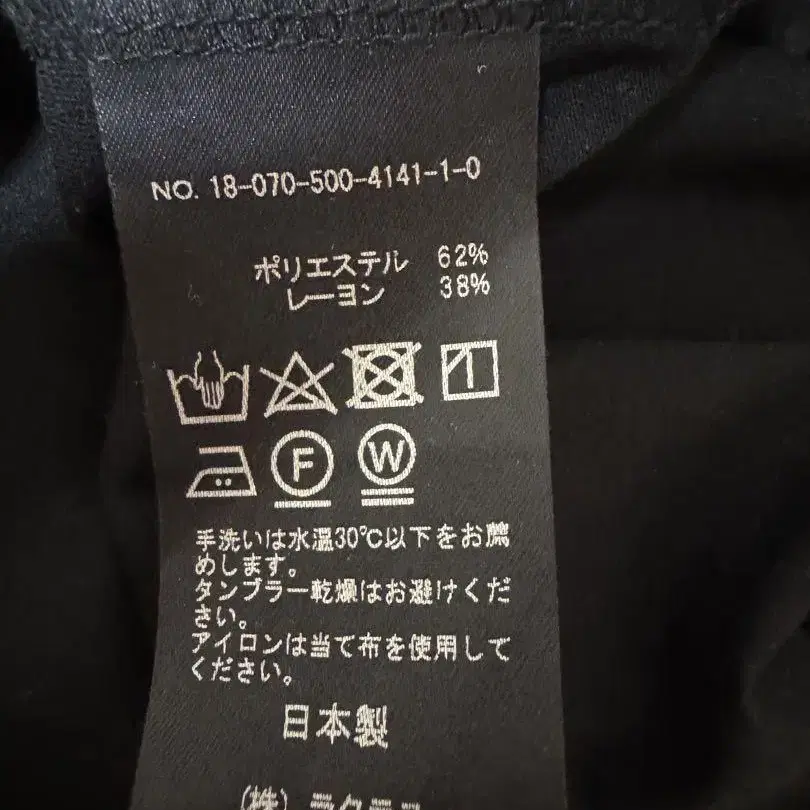 NO. 18-070-500-4141-1-0
ポリエステル 62%
レーヨン 38%
F W
手洗いは水温30℃以下をお薦
めします。
タンブラー乾燥はお避けくだ
さい。
アイロンは当て布を使用して
ください。
日本製
(株)